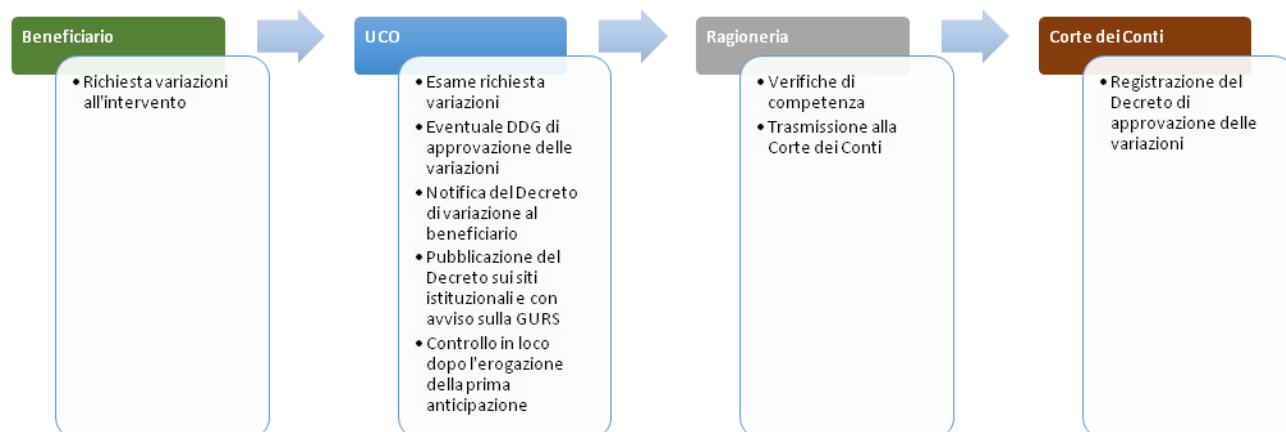 Beneficiario
• Richiesta variazioni
all'intervento
UCO
• Esame richiesta
variazioni
• Eventuale DDG di
approvazione delle
variazioni
• Notifica del Decreto
di variazione al
beneficiario
• Pubblicazione del
Decreto sui siti
istituzionali e con
avviso sulla GURS
• Controllo in loco
dopo l'erogazione
della prima
anticipazione
Ragioneria
• Verifiche di
competenza
• Trasmissione alla
Corte dei Conti
Corte dei Conti
• Registrazione del
Decreto di
approvazione delle
variazioni